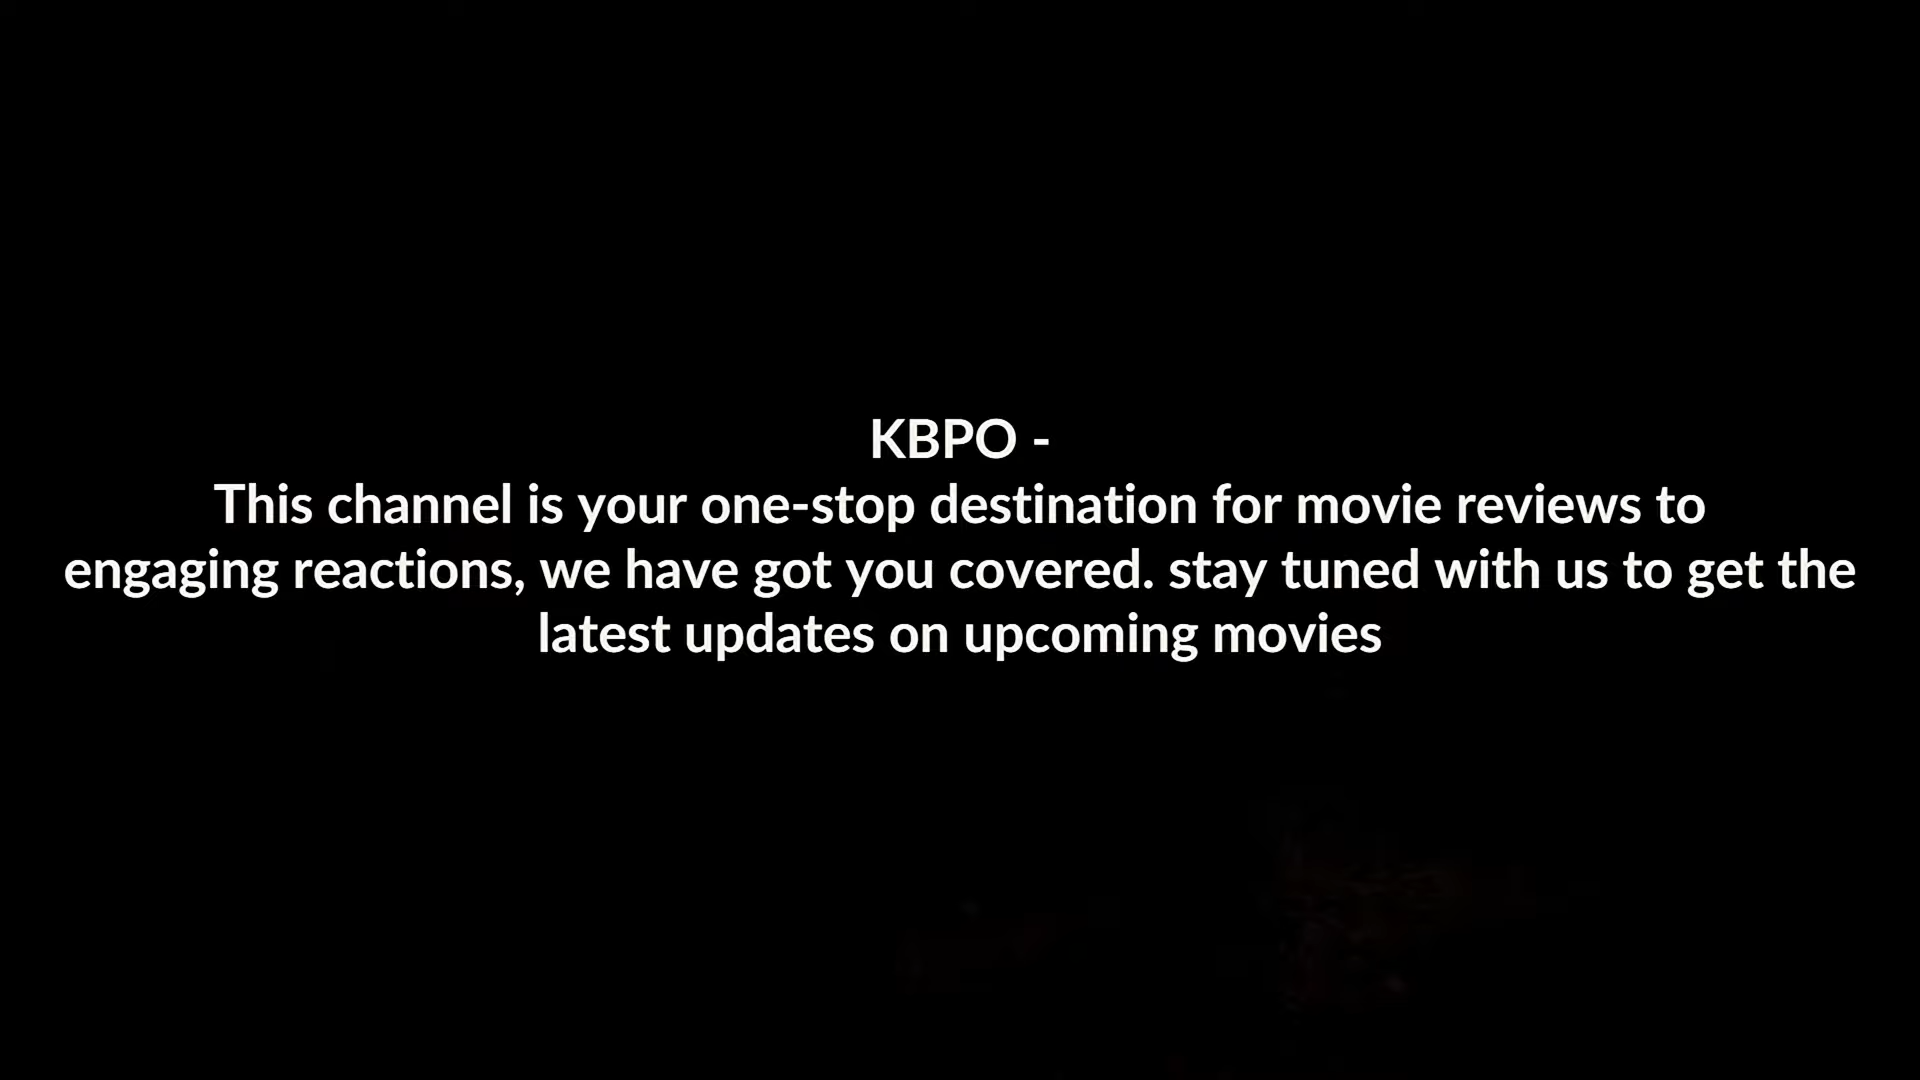 KBPO -
This channel is your one-stop destination for movie reviews to
engaging reactions, we have got you covered. stay tuned with us to get the
latest updates on upcoming movies